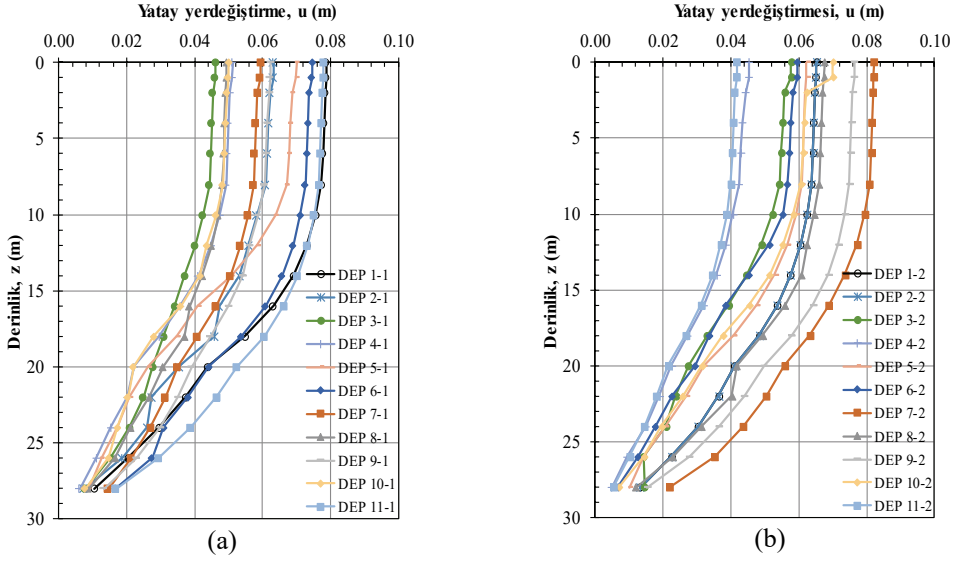 Yatay yerdeğiştirme, u (m)
0.00 0.02 0.04 0.06 0.08 0.10
0
5
10
15
20
25
30
Derinlik, z (m)
DEP 1-1
DEP 2-1
DEP 3-1
DEP 4-1
DEP 5-1
DEP 6-1
DEP 7-1
DEP 8-1
DEP 9-1
DEP 10-1
DEP 11-1
(a)
Yatay yerdeğiştirmesi, u (m)
0.00 0.02 0.04 0.06 0.08 0.10
0
5
10
15
20
25
30
Derinlik, z (m)
DEP 1-2
DEP 2-2
DEP 3-2
DEP 4-2
DEP 5-2
DEP 6-2
DEP 7-2
DEP 8-2
DEP 9-2
DEP 10-2
DEP 11-2
(b)